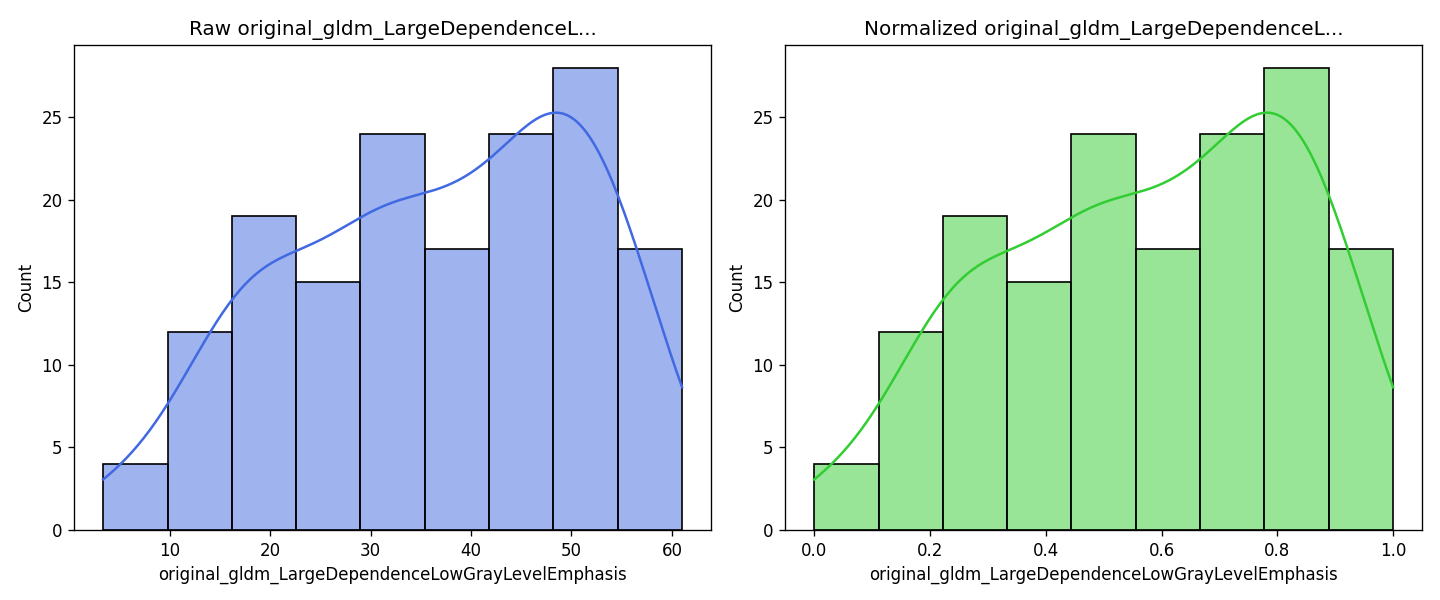 Raw original_gldm_LargeDependenceL...
25
20
15
10
5
0
Count
10 20 30 40 50 60
original_gldm_LargeDependenceLowGrayLevelEmphasis
Normalized original_gldm_LargeDependenceL...
25
20
15
10
5
0
Count
0.0 0.2 0.4 0.6 0.8 1.0
original_gldm_LargeDependenceLowGrayLevelEmphasis